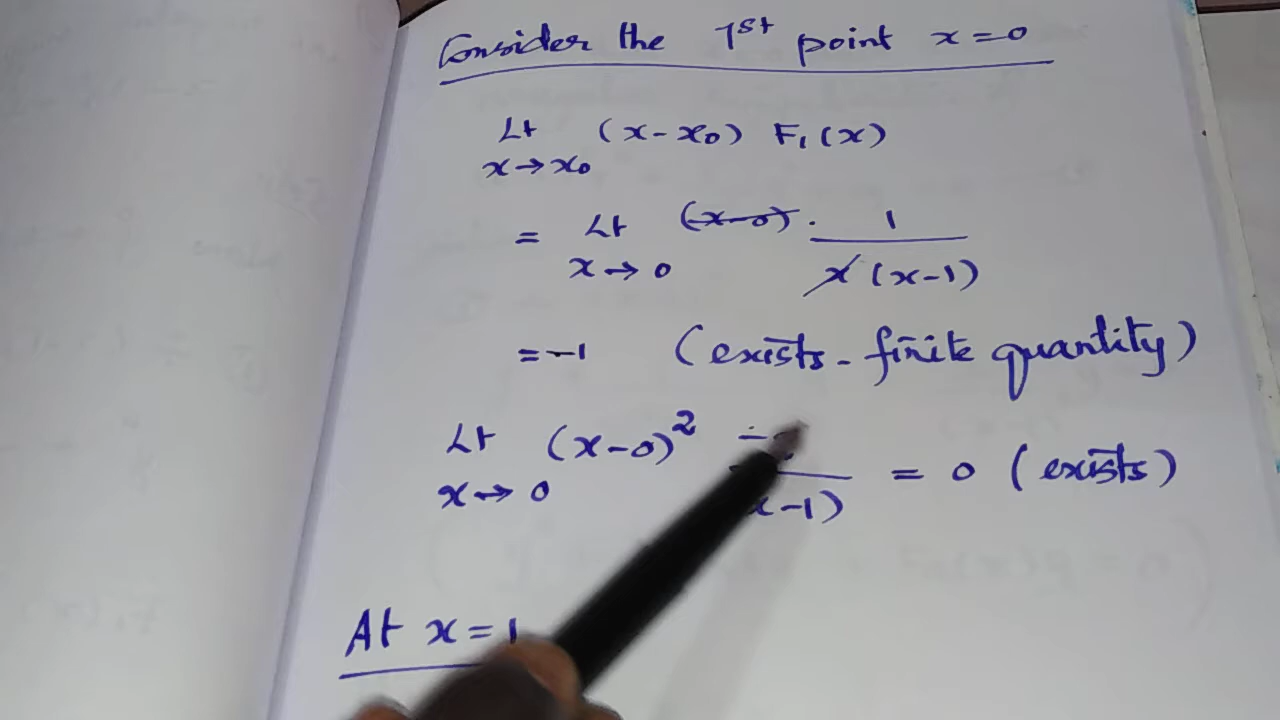 Consider the 1st point x=0
Lt (x-x0) F1(x)
x→x0
= Lt (x-0) . 1
x→0 x(x-1)
= -1 (exists - finite quantity)
Lt (x-0)² = 0 (exists)
x→0 x-1)
At x=1